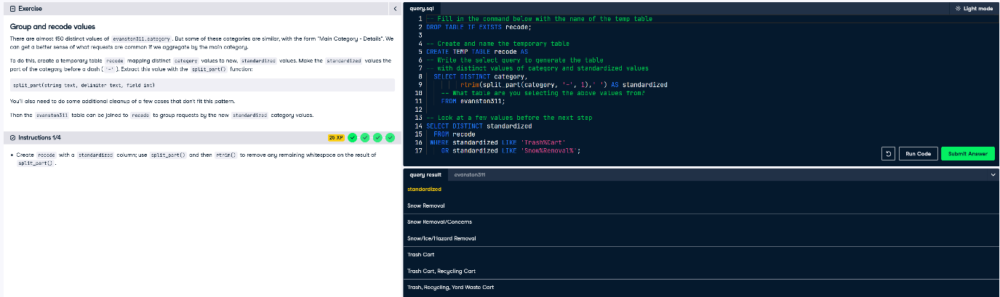 Exercise
Group and recode values
There are almost 150 distinct values of evanston311.category. But some of these categories are similar, with the form "Main Category - Details". We
can get a better sense of what requests are common if we aggregate by the main category.
To do this, create a temporary table recode mapping distinct category values to new, standardized values. Make the standardized values the
part of the category before a dash ('-'). Extract this value with the split_part() function:
split_part(string text, delimiter text, field int)
You'll also need to do some additional cleanup of a few cases that don't fit this pattern.
Then the evanston311 table can be joined to recode to group requests by the new standardized category values.
Instructions 1/4
25 XP
• Create recode with a standardized column; use split_part() and then rtrim() to remove any remaining whitespace on the result of
split_part().
query.sql
Light mode
1 -- Fill in the command below with the name of the temp table
2 DROP TABLE IF EXISTS recode;
3
4 -- Create and name the temporary table
5 CREATE TEMP TABLE recode AS
6 -- Write the select query to generate the table
7 -- with distinct values of category and standardized values
8 SELECT DISTINCT category,
9 rtrim(split_part(category, '-', 1),' ') AS standardized
10 -- What table are you selecting the above values from?
11 FROM evanston311;
12
13 -- Look at a few values before the next step
14 SELECT DISTINCT standardized
15 FROM recode
16 WHERE standardized LIKE 'Trash%Cart'
17 OR standardized LIKE 'Snow%Removal%';
Run Code
Submit Answer
query result
evanston311
standardized
Snow Removal
Snow Removal/Concerns
Snow/Ice/Hazard Removal
Trash Cart
Trash Cart, Recycling Cart
Trash, Recycling, Yard Waste Cart